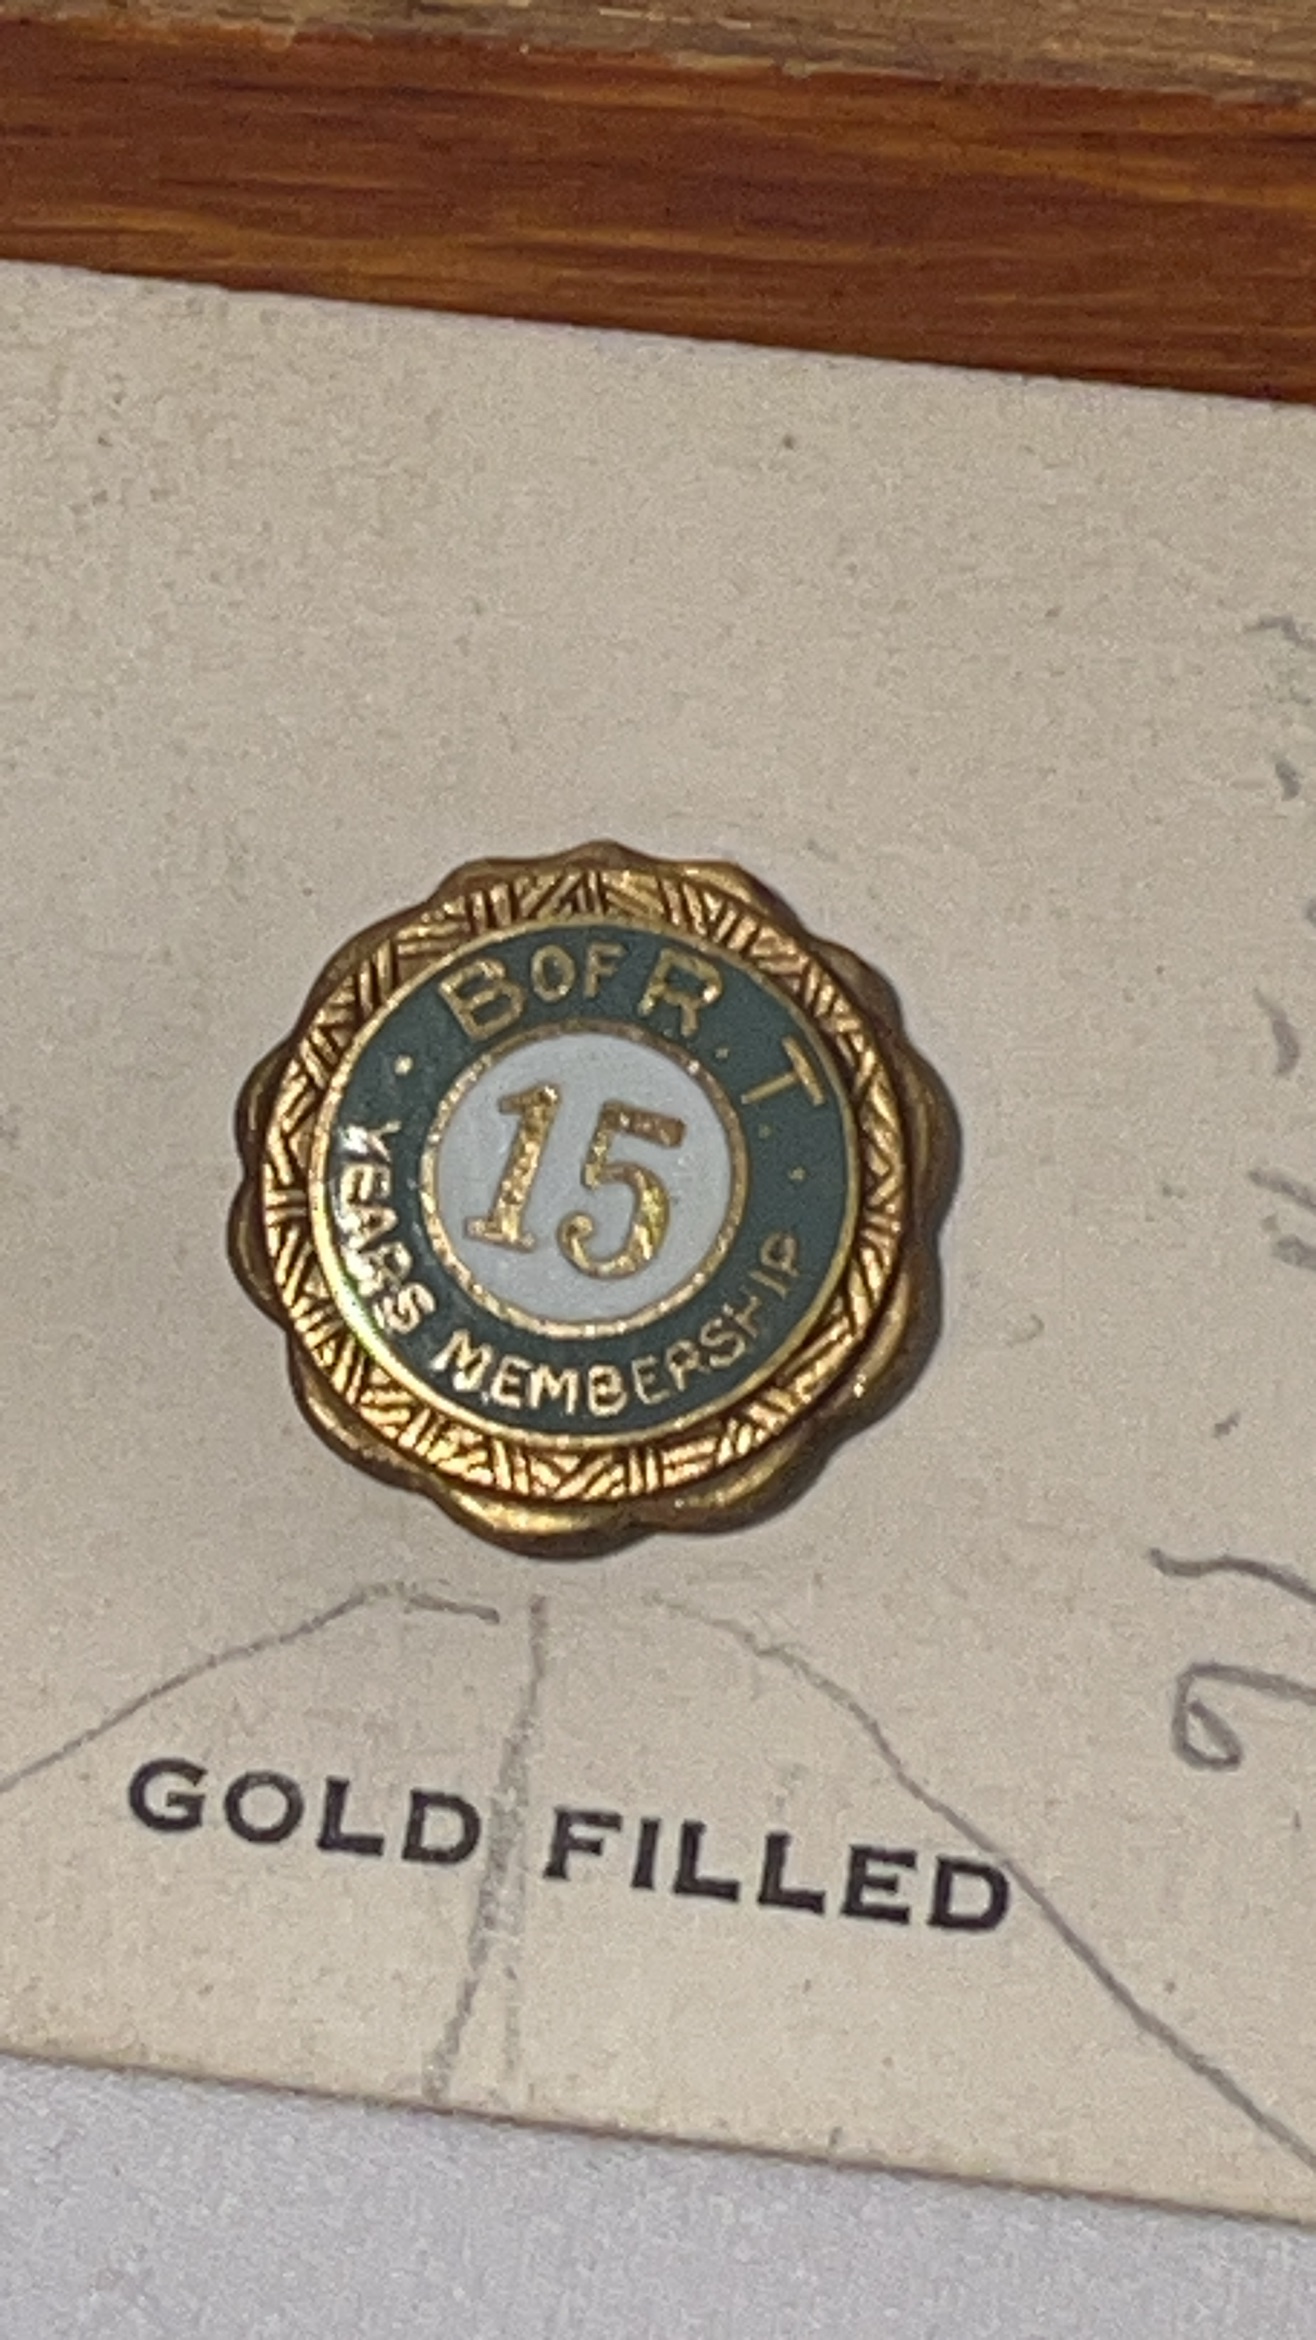 B OF R. T.
15
YEARS MEMBERSHIP
GOLD FILLED